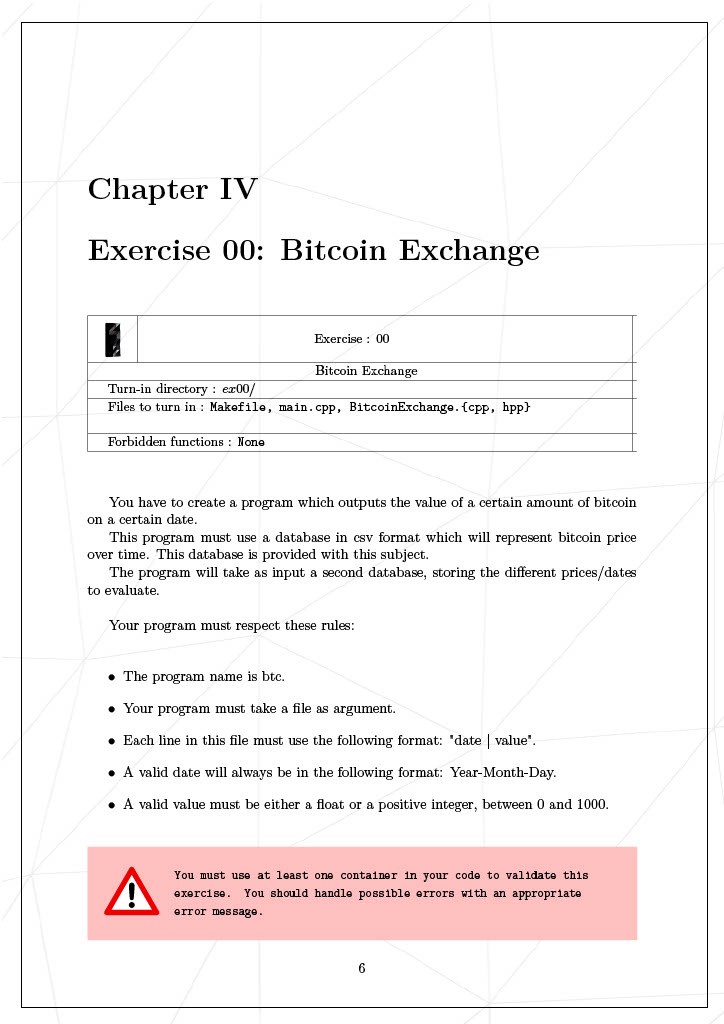 Chapter IV
Exercise 00: Bitcoin Exchange
Exercise : 00
Bitcoin Exchange
Turn-in directory : ex00/
Files to turn in : Makefile, main.cpp, BitcoinExchange.{cpp, hpp}
Forbidden functions : None
You have to create a program which outputs the value of a certain amount of bitcoin
on a certain date.
This program must use a database in csv format which will represent bitcoin price
over time. This database is provided with this subject.
The program will take as input a second database, storing the different prices/dates
to evaluate.
Your program must respect these rules:
• The program name is btc.
• Your program must take a file as argument.
• Each line in this file must use the following format: "date | value".
• A valid date will always be in the following format: Year-Month-Day.
• A valid value must be either a float or a positive integer, between 0 and 1000.
You must use at least one container in your code to validate this
exercise. You should handle possible errors with an appropriate
error message.
6